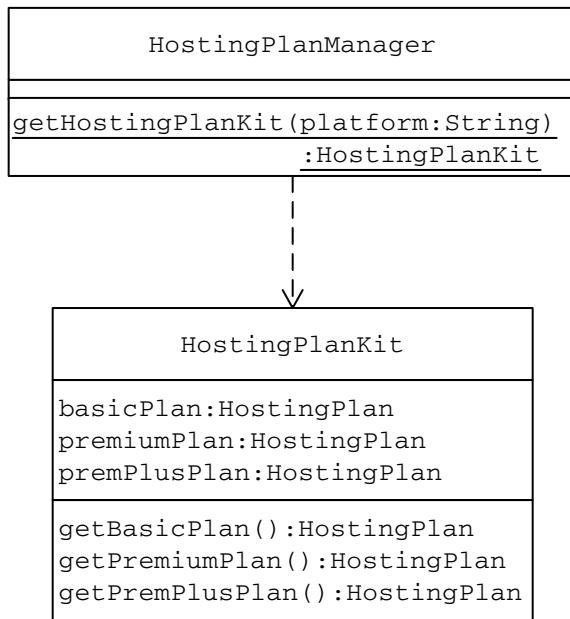 HostingPlanManager
getHostingPlanKit(platform:String)
:HostingPlanKit
HostingPlanKit
basicPlan:HostingPlan
premiumPlan:HostingPlan
premPlusPlan:HostingPlan
getBasicPlan():HostingPlan
getPremiumPlan():HostingPlan
getPremPlusPlan():HostingPlan